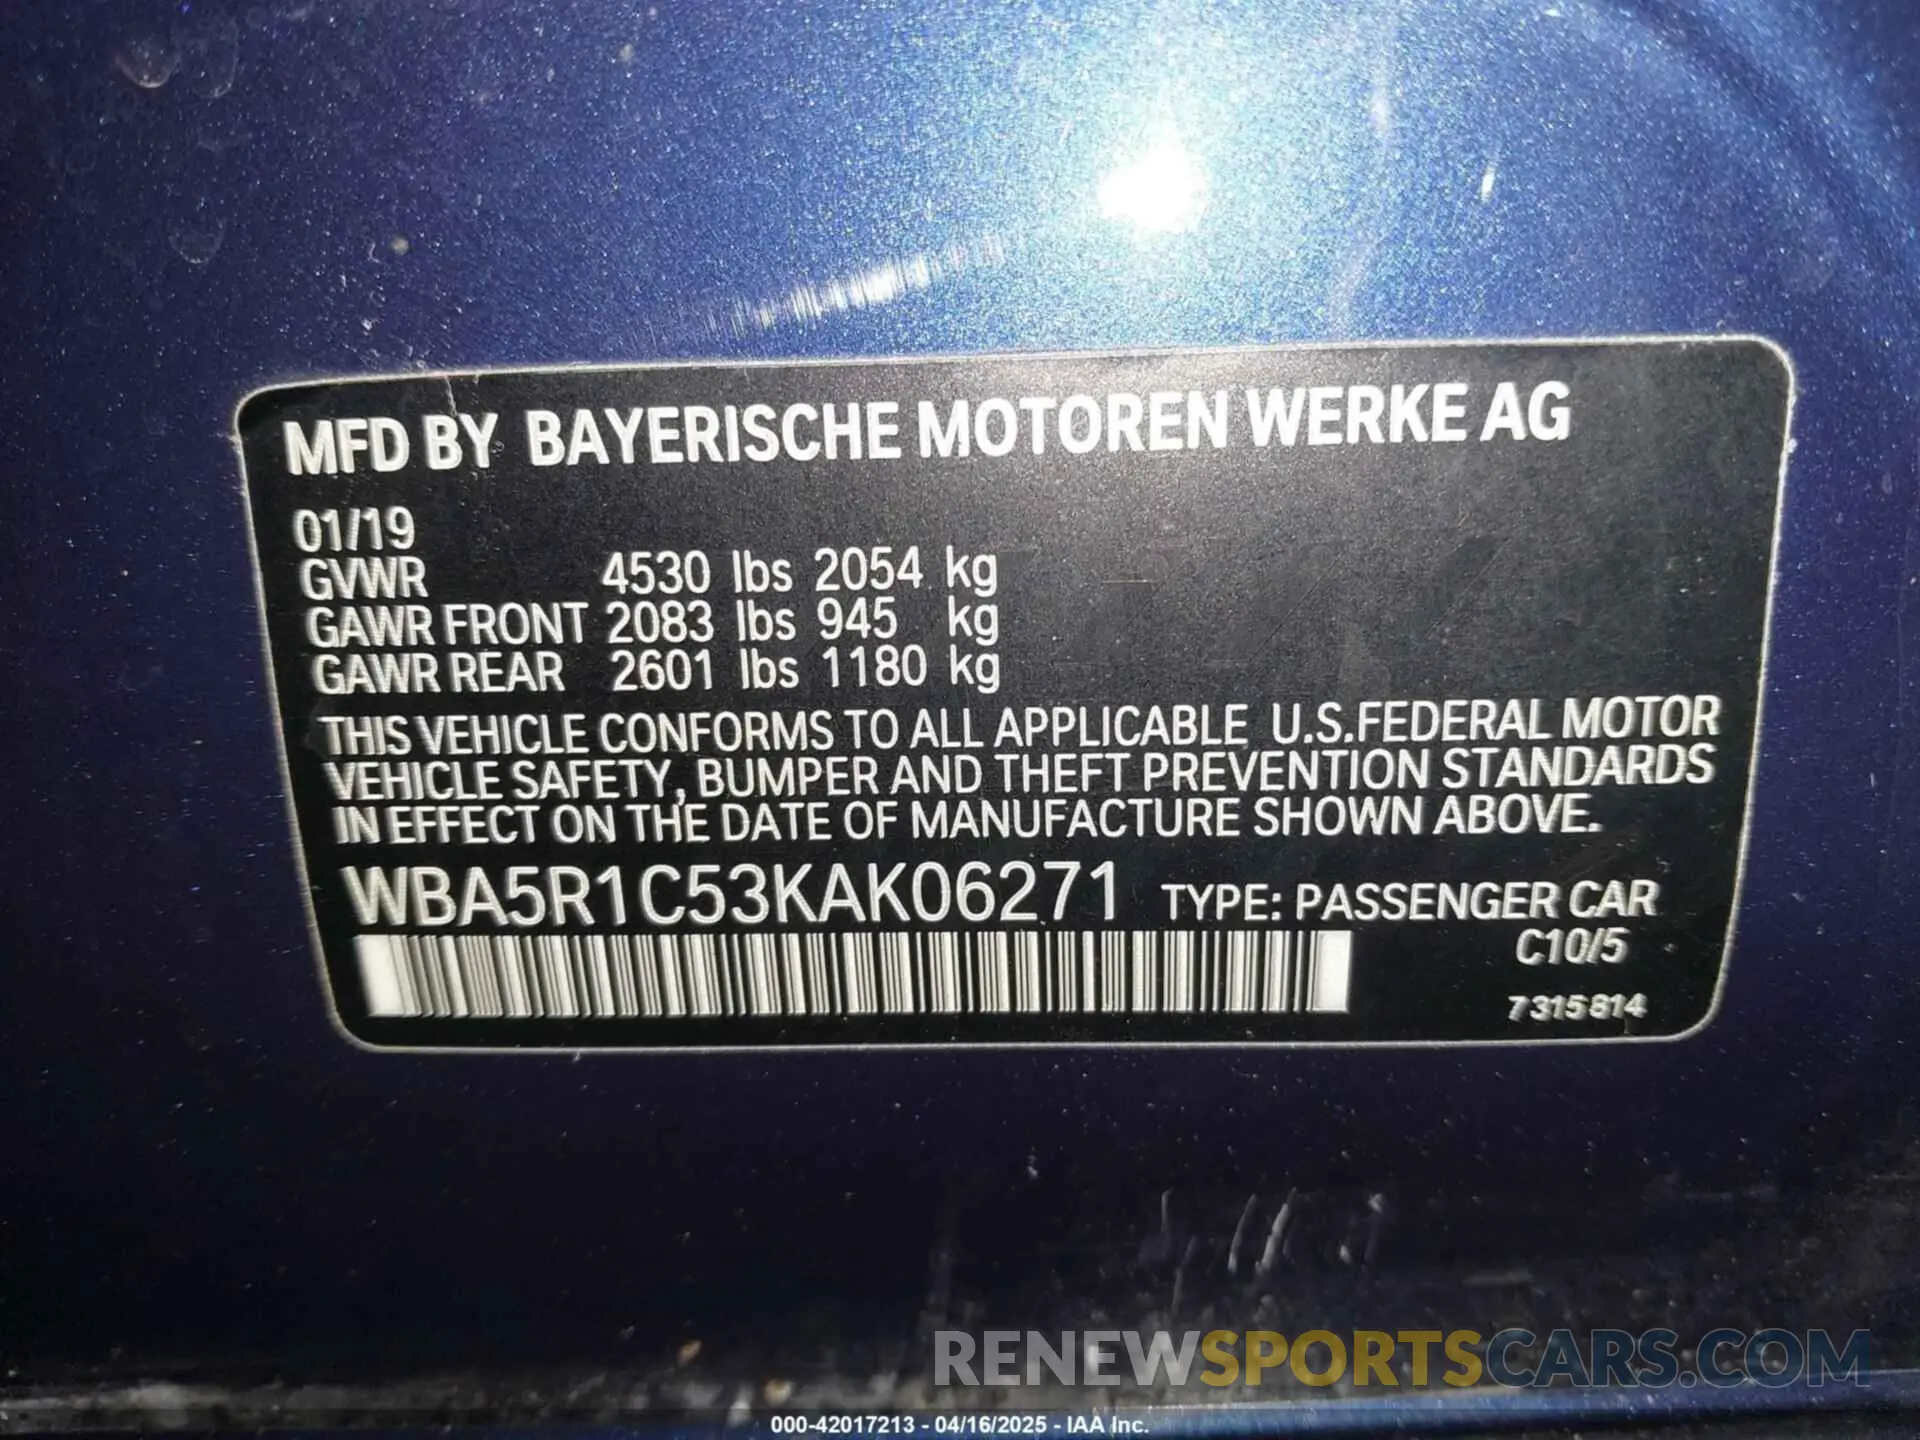 MFD BY BAYERISCHE MOTOREN WERKE AG
01/19
GVWR 4530 lbs 2054 kg
GAWR FRONT 2083 lbs 945 kg
GAWR REAR 2601 lbs 1180 kg
THIS VEHICLE CONFORMS TO ALL APPLICABLE U.S.FEDERAL MOTOR
VEHICLE SAFETY, BUMPER AND THEFT PREVENTION STANDARDS
IN EFFECT ON THE DATE OF MANUFACTURE SHOWN ABOVE.
WBA5R1C53KAK06271 TYPE: PASSENGER CAR
C10/5
7315814
RENEWSPORTSCARS.COM
000-42017213 - 04/16/2025 - IAA Inc.